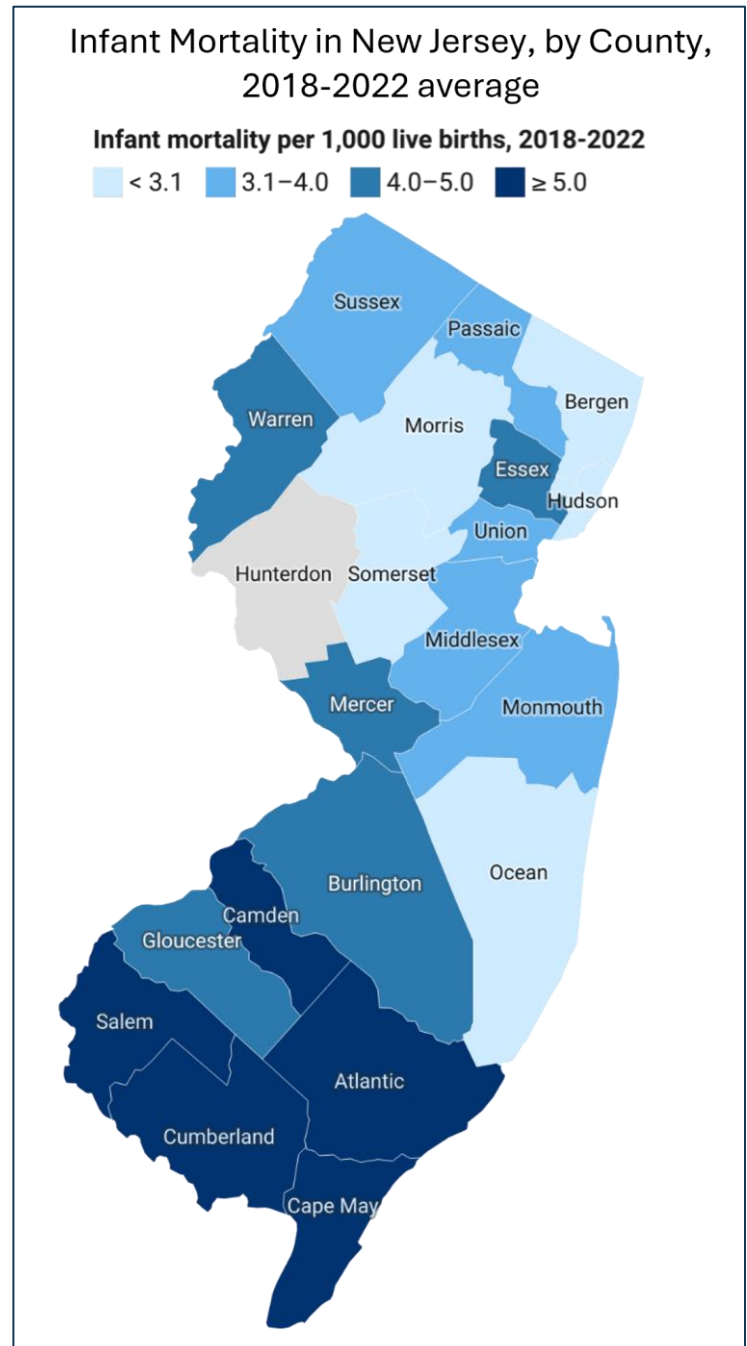 Infant Mortality in New Jersey, by County,
2018-2022 average
Infant mortality per 1,000 live births, 2018-2022
< 3.1 3.1–4.0 4.0–5.0 ≥ 5.0
Sussex
Passaic
Bergen
Warren
Morris
Essex
Hudson
Union
Hunterdon
Somerset
Middlesex
Mercer
Monmouth
Ocean
Burlington
Camden
Gloucester
Salem
Atlantic
Cumberland
Cape May